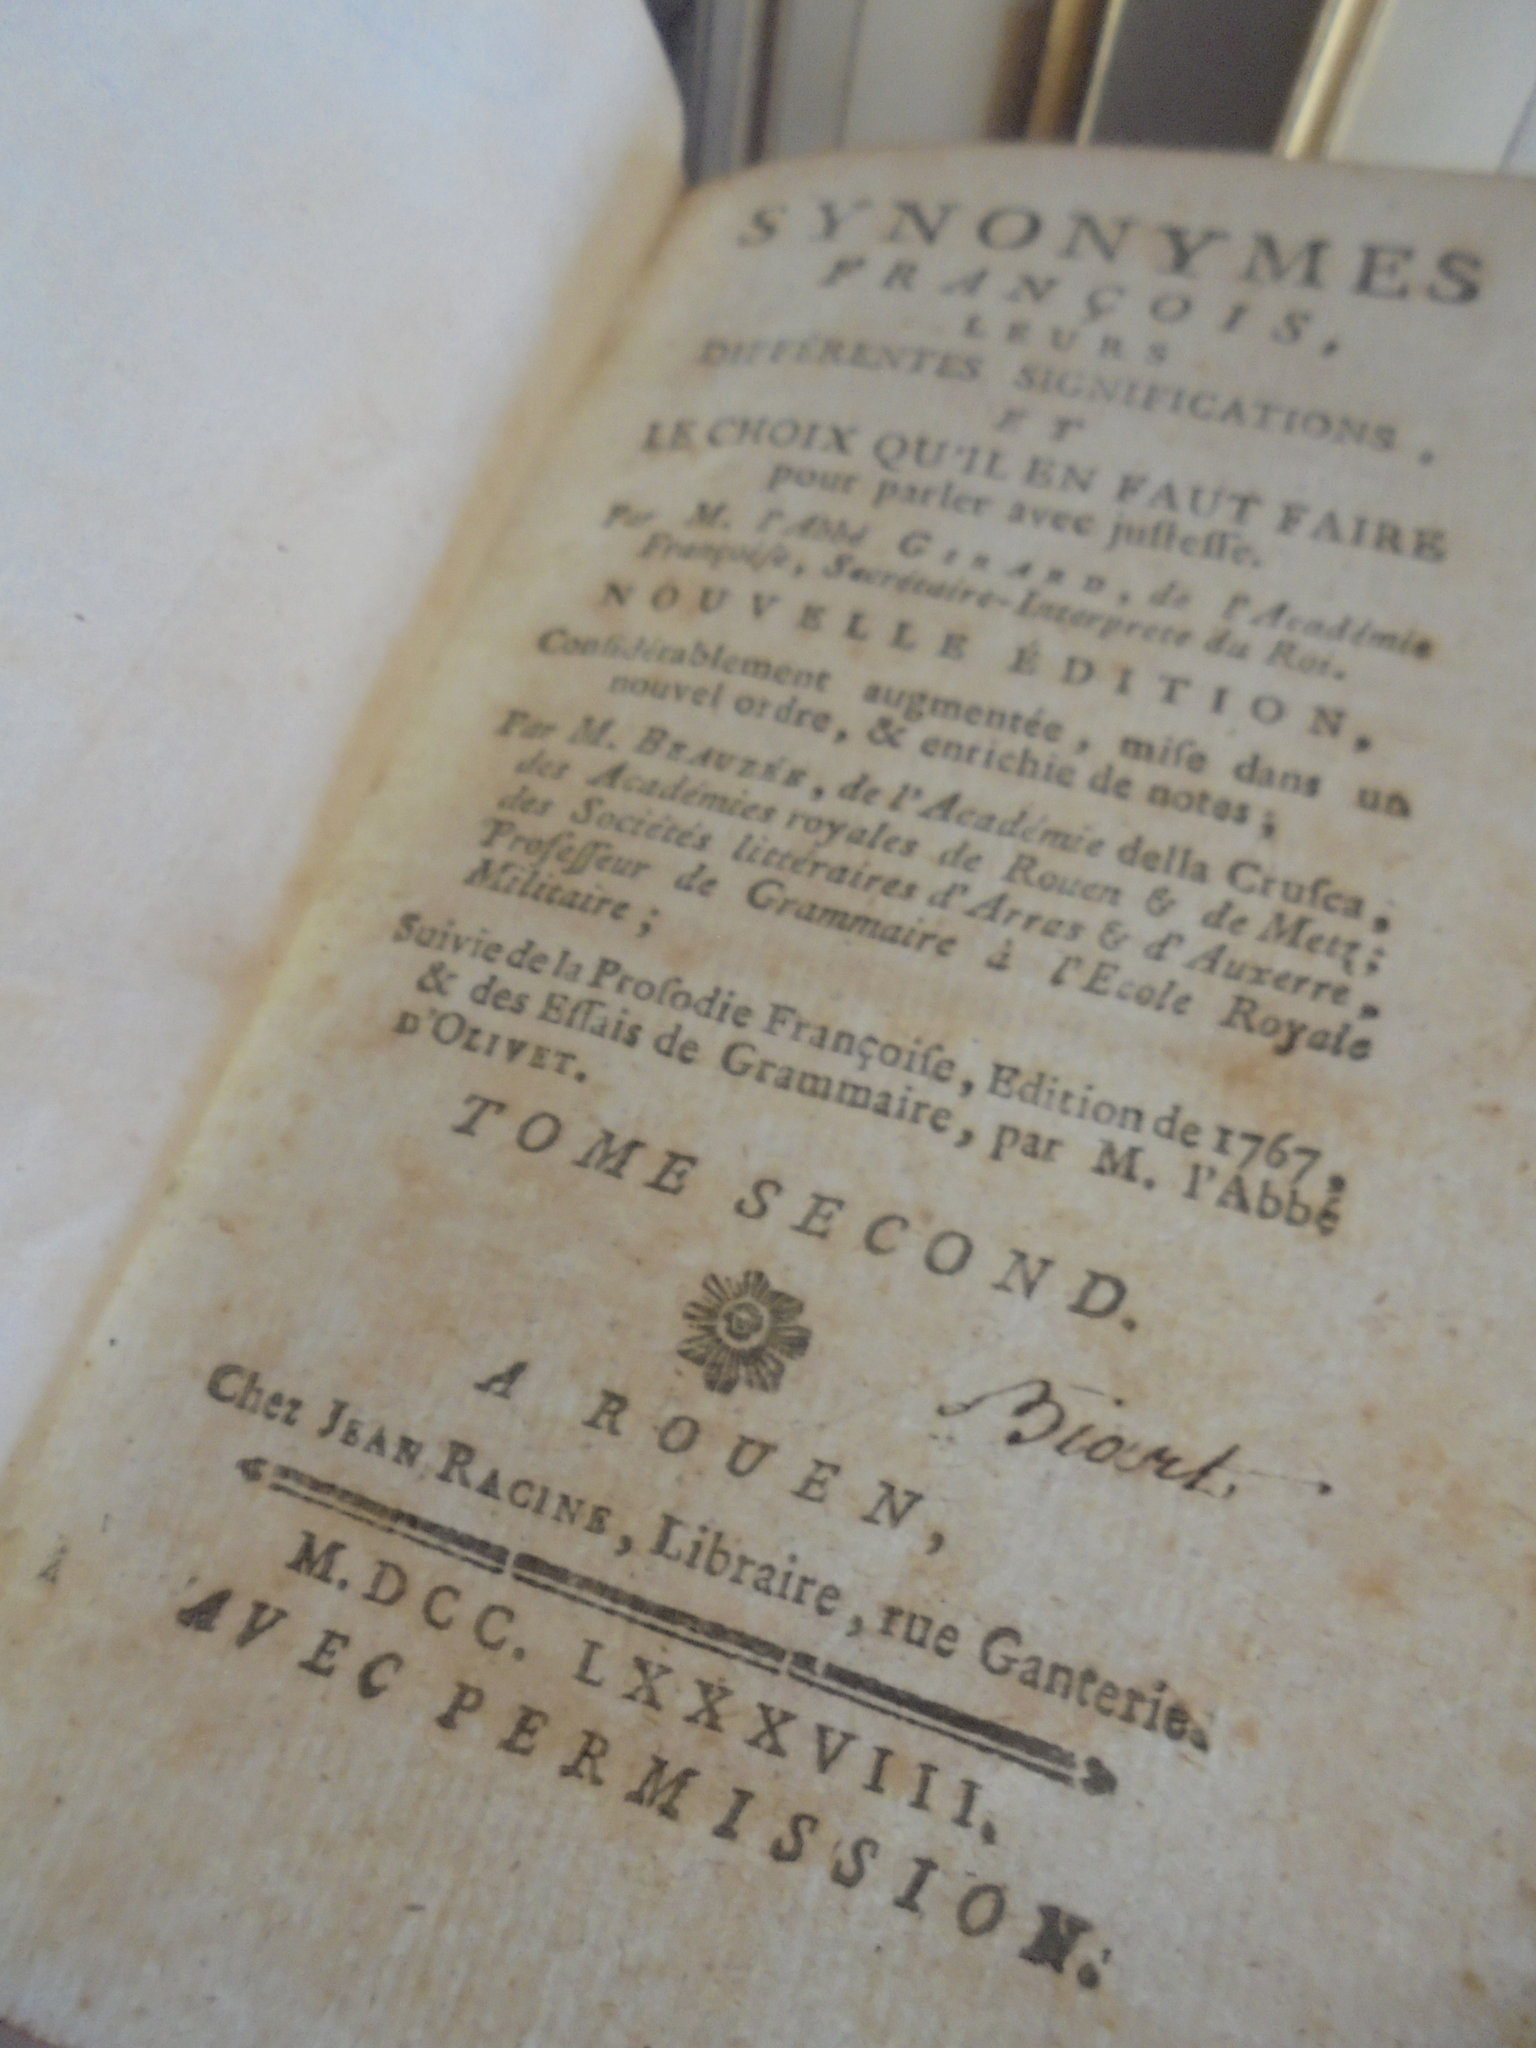 SYNONYMES
FRANÇOIS,
LEURS
DIFFÉRENTES SIGNIFICATIONS,
ET
LE CHOIX QU'IL EN FAUT FAIRE
pour parler avec juſteſſe.
Par M. l'Abbé GIRARD, de l'Académie
Françoiſe, Secrétaire-Interprete du Roi.
NOUVELLE ÉDITION,
Conſidérablement augmentée, miſe dans un
nouvel ordre, & enrichie de notes;
Par M. BEAUZÉE, de l'Académie della Cruſca;
des Académies royales de Rouen & de Metz;
des Sociétés littéraires d'Arras & d'Auxerre,
Profeſſeur de Grammaire à l'Ecole Royale
Militaire;
Suivie de la Proſodie Françoiſe, Edition de 1767,
& des Eſſais de Grammaire, par M. l'Abbé
D'OLIVET.
TOME SECOND.
Biart
A ROUEN,
Chez JEAN RACINE, Libraire, rue Ganteries
M. DCC. LXXXVIII.
AVEC PERMISSION.